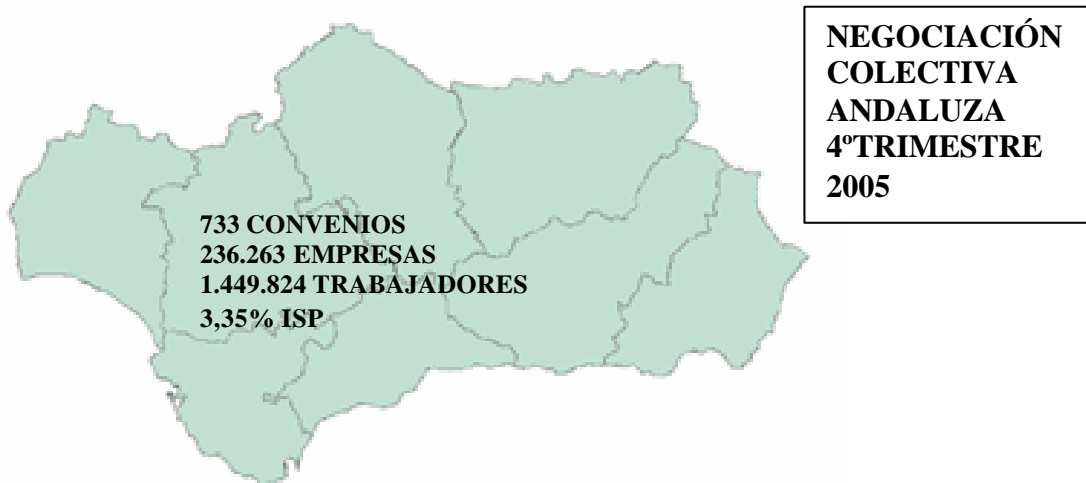 NEGOCIACIÓN
COLECTIVA
ANDALUZA
4ºTRIMESTRE
2005
733 CONVENIOS
236.263 EMPRESAS
1.449.824 TRABAJADORES
3,35% ISP